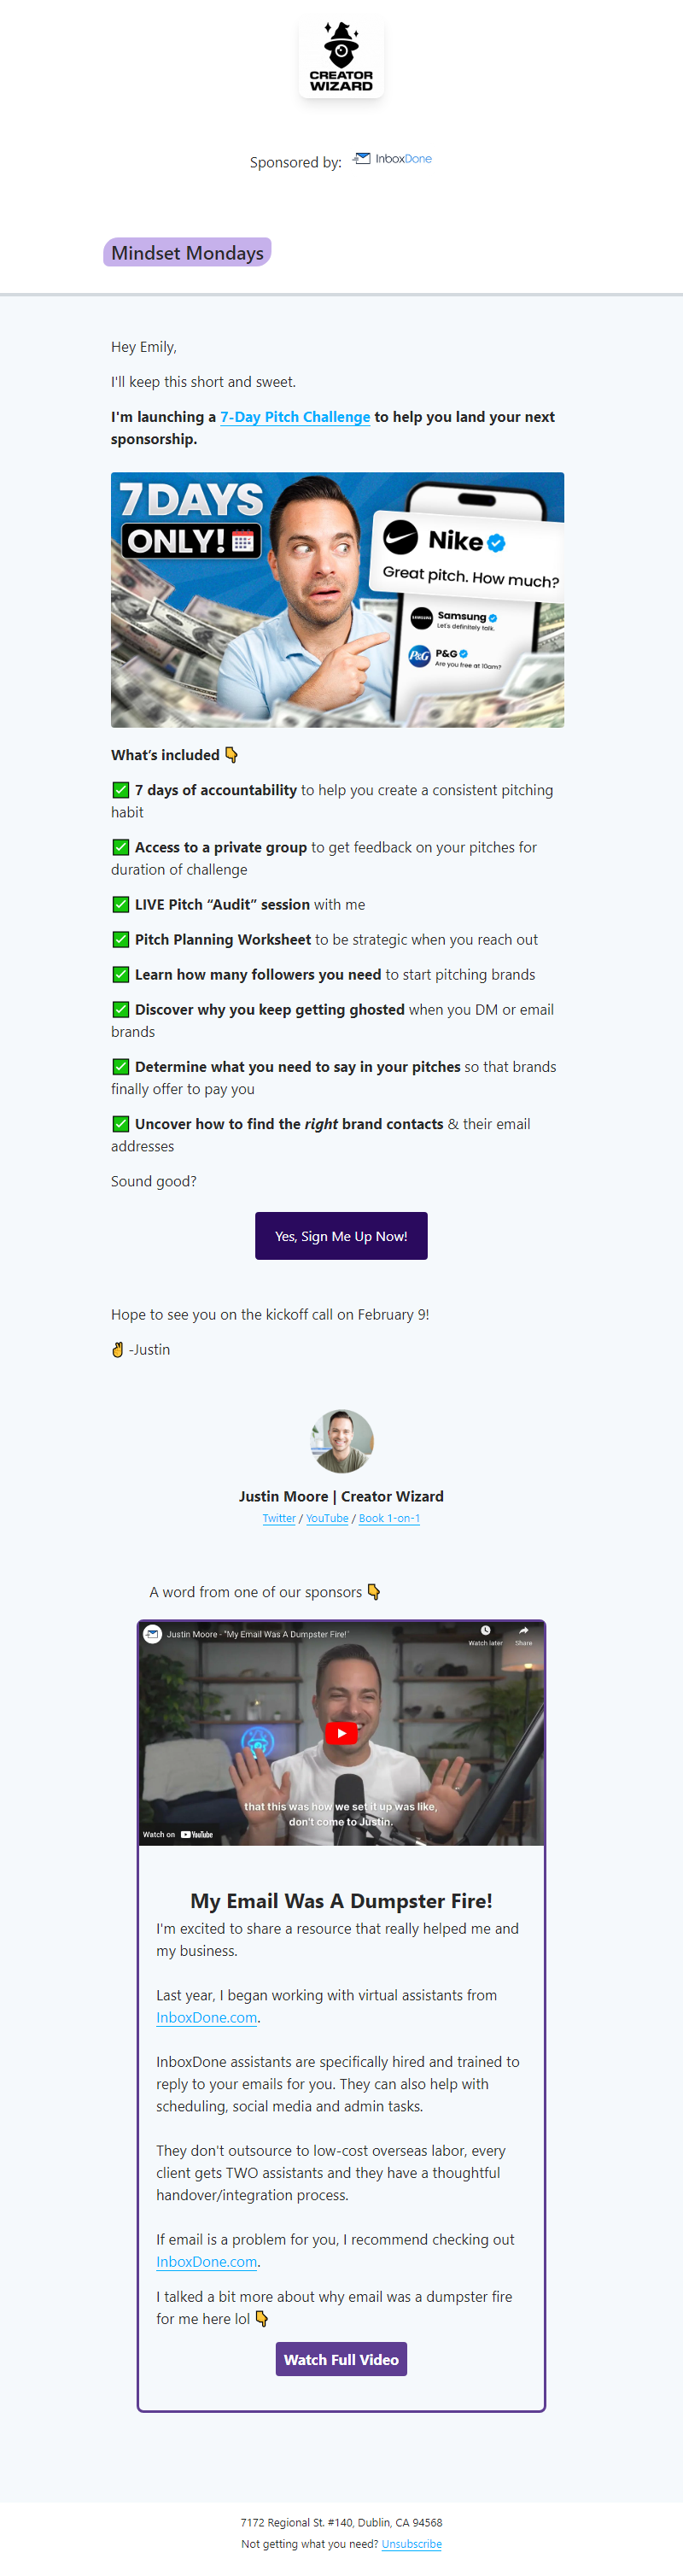 CREATOR
WIZARD
Sponsored by: InboxDone
Mindset Mondays
Hey Emily,
I'll keep this short and sweet.
I'm launching a 7-Day Pitch Challenge to help you land your next
sponsorship.
7 DAYS
ONLY!
Nike
Great pitch. How much?
SAMSUNG
Samsung
Let's definitely talk.
P&G
P&G
Are you free at 10am?
What's included 👇
✅ 7 days of accountability to help you create a consistent pitching
habit
✅ Access to a private group to get feedback on your pitches for
duration of challenge
✅ LIVE Pitch “Audit” session with me
✅ Pitch Planning Worksheet to be strategic when you reach out
✅ Learn how many followers you need to start pitching brands
✅ Discover why you keep getting ghosted when you DM or email
brands
✅ Determine what you need to say in your pitches so that brands
finally offer to pay you
✅ Uncover how to find the right brand contacts & their email
addresses
Sound good?
Yes, Sign Me Up Now!
Hope to see you on the kickoff call on February 9!
✌️ -Justin
Justin Moore | Creator Wizard
Twitter / YouTube / Book 1-on-1
A word from one of our sponsors 👇
Justin Moore - "My Email Was A Dumpster Fire!"
Watch later
Share
that this was how we set it up was like,
don't come to Justin.
Watch on YouTube
My Email Was A Dumpster Fire!
I'm excited to share a resource that really helped me and
my business.
Last year, I began working with virtual assistants from
InboxDone.com.
InboxDone assistants are specifically hired and trained to
reply to your emails for you. They can also help with
scheduling, social media and admin tasks.
They don't outsource to low-cost overseas labor, every
client gets TWO assistants and they have a thoughtful
handover/integration process.
If email is a problem for you, I recommend checking out
InboxDone.com.
I talked a bit more about why email was a dumpster fire
for me here lol 👇
Watch Full Video
7172 Regional St. #140, Dublin, CA 94568
Not getting what you need? Unsubscribe